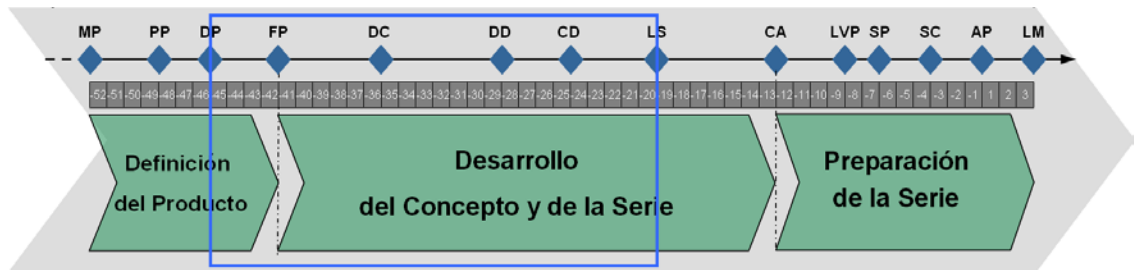 MP PP DP FP DC DD CD LS CA LVP SP SC AP LM
-52 -51 -50 -49 -48 -47 -46 -45 -44 -43 -42 -41 -40 -39 -38 -37 -36 -35 -34 -33 -32 -31 -30 -29 -28 -27 -26 -25 -24 -23 -22 -21 -20 -19 -18 -17 -16 -15 -14 -13 -12 -11 -10 -9 -8 -7 -6 -5 -4 -3 -2 -1 1 2 3
Definición
del Producto
Desarrollo
del Concepto y de la Serie
Preparación
de la Serie